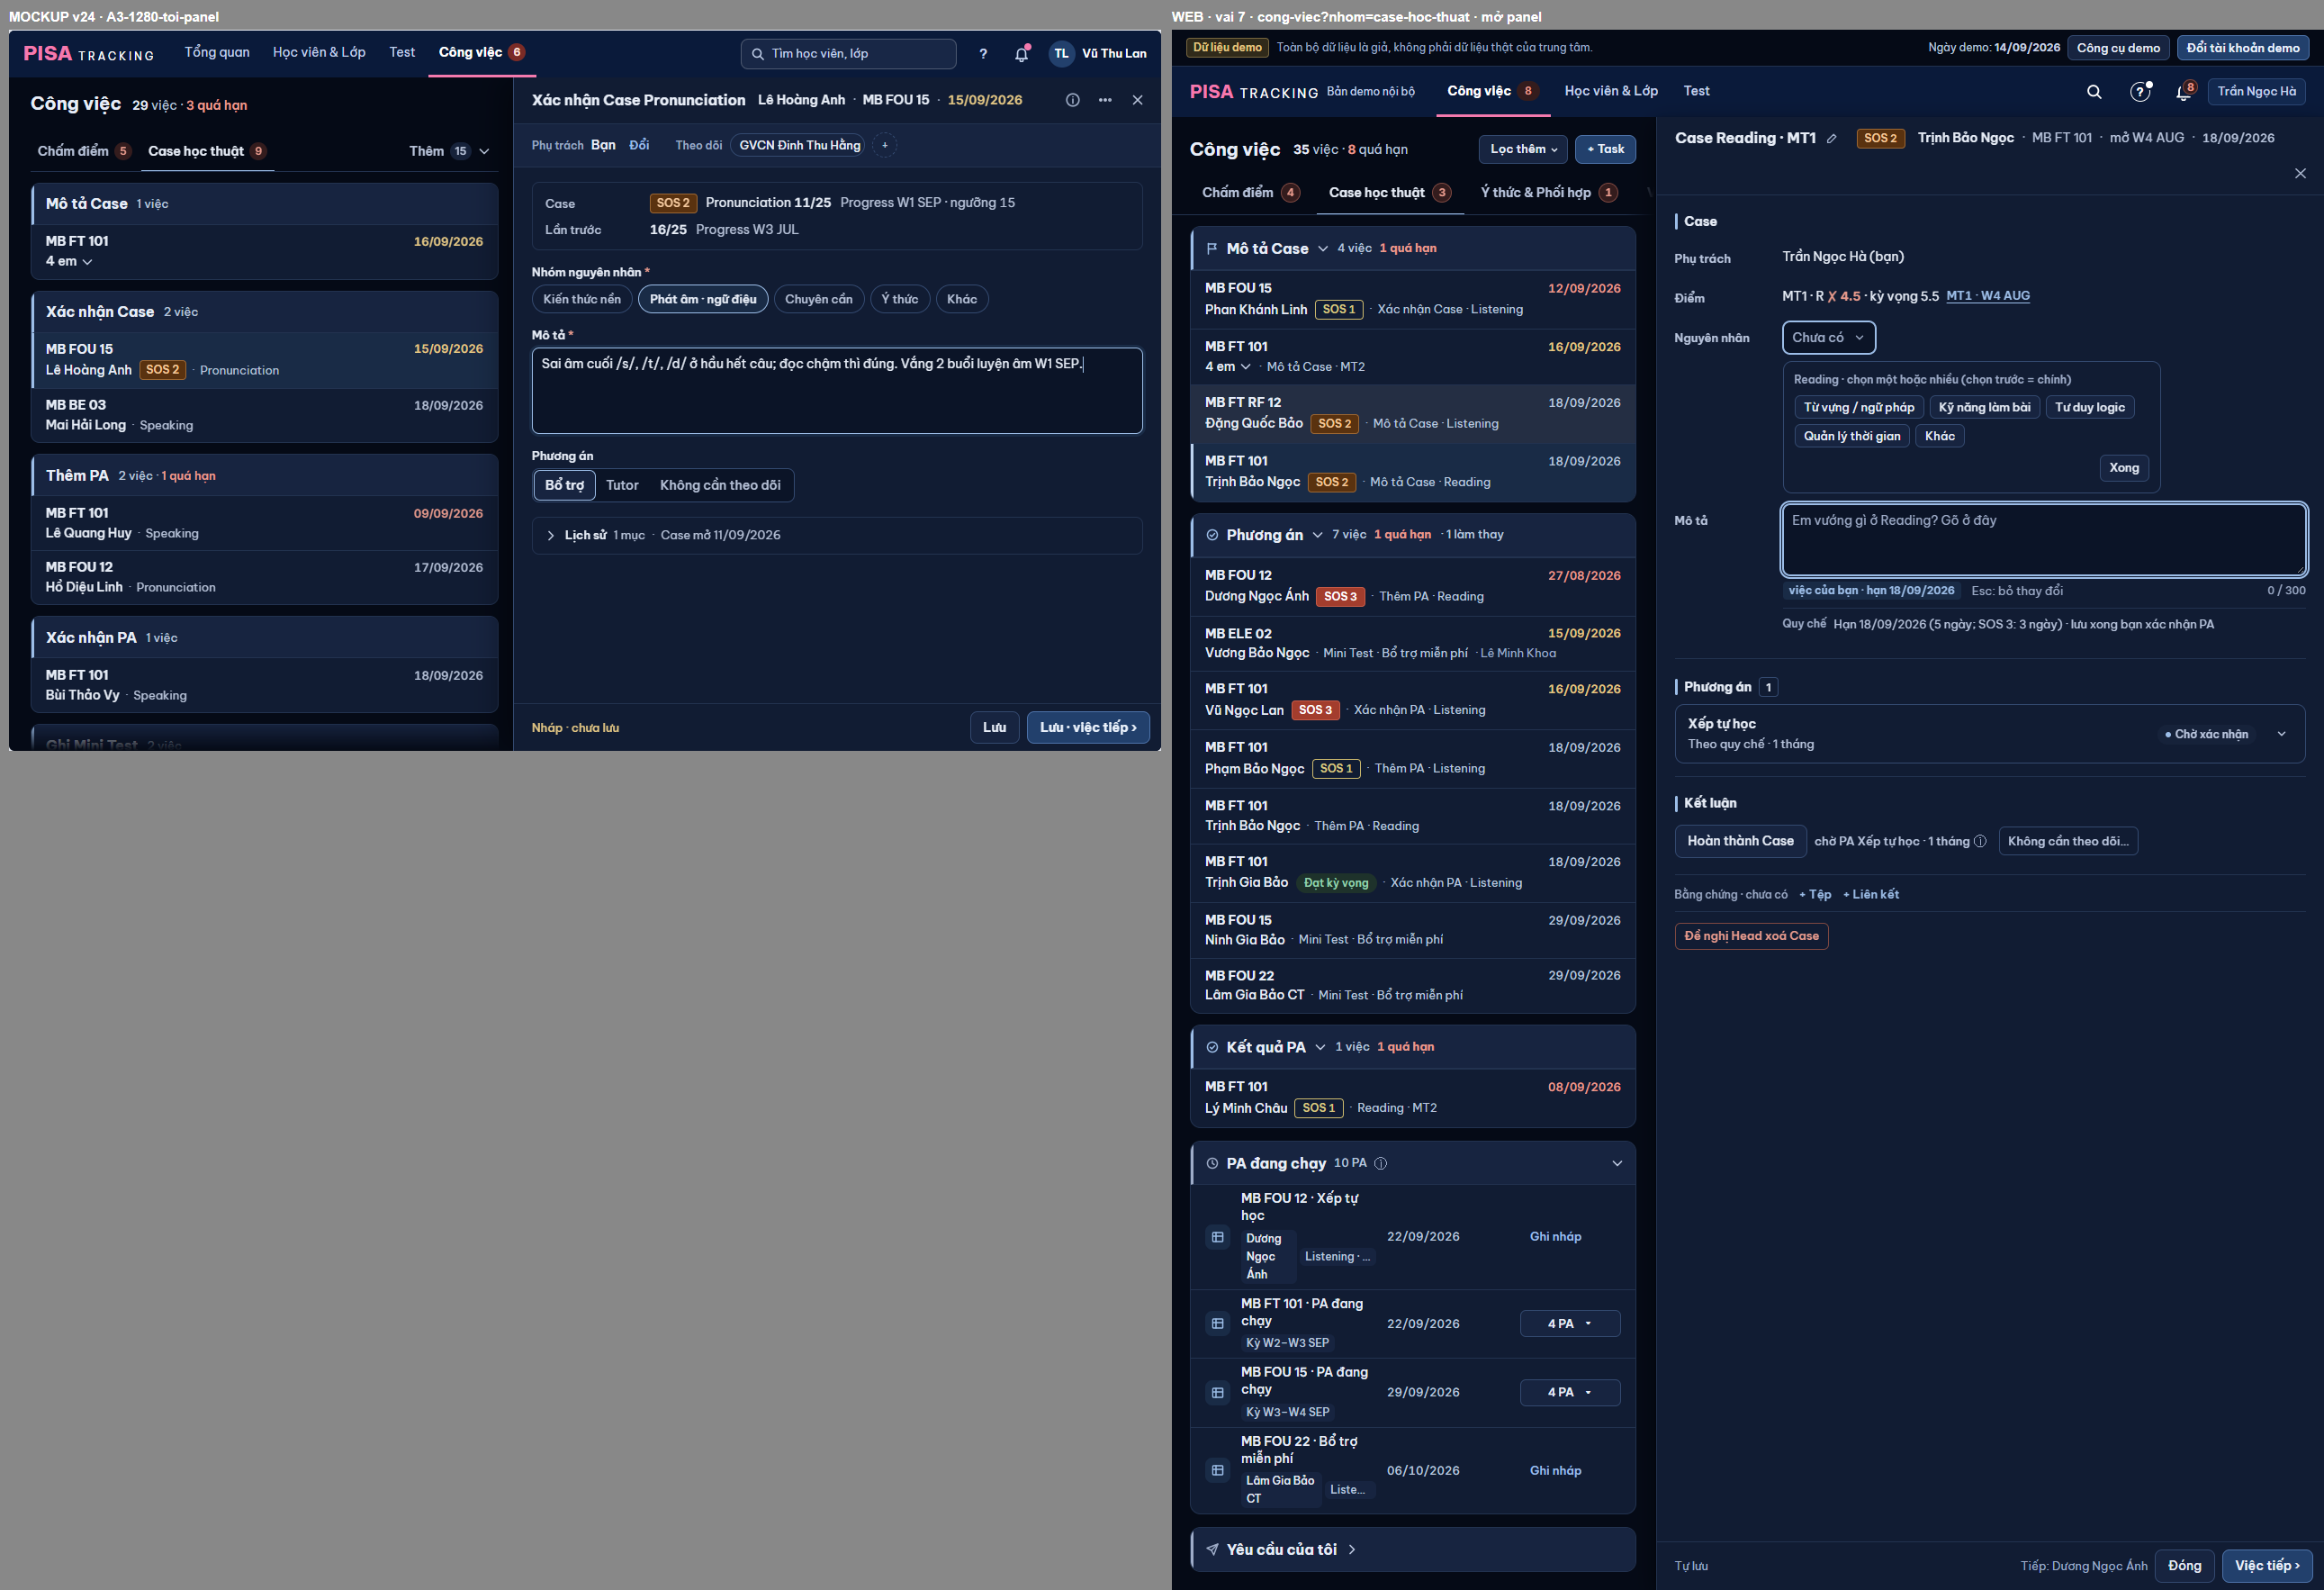 MOCKUP v24 · A3-1280-toi-panel
PISA TRACKING Tổng quan Học viên & Lớp Test Công việc 6 Tìm học viên, lớp ? TL Vũ Thu Lan
Công việc 29 việc · 3 quá hạn
Chấm điểm 5 Case học thuật 9 Thêm 15
Mô tả Case 1 việc
MB FT 101 16/09/2026
4 em
Xác nhận Case 2 việc
MB FOU 15 15/09/2026
Lê Hoàng Anh SOS 2 · Pronunciation
MB BE 03 18/09/2026
Mai Hải Long · Speaking
Thêm PA 2 việc · 1 quá hạn
MB FT 101 09/09/2026
Lê Quang Huy · Speaking
MB FOU 12 17/09/2026
Hồ Diệu Linh · Pronunciation
Xác nhận PA 1 việc
MB FT 101 18/09/2026
Bùi Thảo Vy · Speaking
Ghi Mini Test 2 việc
Xác nhận Case Pronunciation Lê Hoàng Anh · MB FOU 15 · 15/09/2026
Phụ trách Bạn Đổi Theo dõi GVCN Đinh Thu Hằng +
Case SOS 2 Pronunciation 11/25 Progress W1 SEP · ngưỡng 15
Lần trước 16/25 Progress W3 JUL
Nhóm nguyên nhân *
Kiến thức nền Phát âm · ngữ điệu Chuyên cần Ý thức Khác
Mô tả *
Sai âm cuối /s/, /t/, /d/ ở hầu hết câu; đọc chậm thì đúng. Vắng 2 buổi luyện âm W1 SEP.
Phương án
Bổ trợ Tutor Không cần theo dõi
Lịch sử 1 mục · Case mở 11/09/2026
Nháp · chưa lưu Lưu Lưu · việc tiếp ›
WEB · vai 7 · cong-viec?nhom=case-hoc-thuat · mở panel
Dữ liệu demo Toàn bộ dữ liệu là giả, không phải dữ liệu thật của trung tâm. Ngày demo: 14/09/2026 Công cụ demo Đổi tài khoản demo
PISA TRACKING Bản demo nội bộ Công việc 8 Học viên & Lớp Test ? 8 Trần Ngọc Hà
Công việc 35 việc · 8 quá hạn Lọc thêm + Task
Chấm điểm 4 Case học thuật 3 Ý thức & Phối hợp 1
Mô tả Case 4 việc 1 quá hạn
MB FOU 15 12/09/2026
Phan Khánh Linh SOS 1 · Xác nhận Case · Listening
MB FT 101 16/09/2026
4 em · Mô tả Case · MT2
MB FT RF 12 18/09/2026
Đặng Quốc Bảo SOS 2 · Mô tả Case · Listening
MB FT 101 18/09/2026
Trịnh Bảo Ngọc SOS 2 · Mô tả Case · Reading
Phương án 7 việc 1 quá hạn · 1 làm thay
MB FOU 12 27/08/2026
Dương Ngọc Ánh SOS 3 · Thêm PA · Reading
MB ELE 02 15/09/2026
Vương Bảo Ngọc · Mini Test · Bổ trợ miễn phí · Lê Minh Khoa
MB FT 101 16/09/2026
Vũ Ngọc Lan SOS 3 · Xác nhận PA · Listening
MB FT 101 18/09/2026
Phạm Bảo Ngọc SOS 1 · Thêm PA · Listening
MB FT 101 18/09/2026
Trịnh Bảo Ngọc · Thêm PA · Reading
MB FT 101 18/09/2026
Trịnh Gia Bảo Đạt kỳ vọng · Xác nhận PA · Listening
MB FOU 15 29/09/2026
Ninh Gia Bảo · Mini Test · Bổ trợ miễn phí
MB FOU 22 29/09/2026
Lâm Gia Bảo CT · Mini Test · Bổ trợ miễn phí
Kết quả PA 1 việc 1 quá hạn
MB FT 101 08/09/2026
Lý Minh Châu SOS 1 · Reading · MT2
PA đang chạy 10 PA
MB FOU 12 · Xếp tự
học
Dương
Ngọc
Ánh
Listening · ...
22/09/2026 Ghi nháp
MB FT 101 · PA đang
chạy
Kỳ W2–W3 SEP
22/09/2026 4 PA
MB FOU 15 · PA đang
chạy
Kỳ W3–W4 SEP
29/09/2026 4 PA
MB FOU 22 · Bổ trợ
miễn phí
Lâm Gia Bảo
CT
Liste...
06/10/2026 Ghi nháp
Yêu cầu của tôi
Case Reading · MT1 SOS 2 Trịnh Bảo Ngọc · MB FT 101 · mở W4 AUG · 18/09/2026
Case
Phụ trách Trần Ngọc Hà (bạn)
Điểm MT1 · R ✗ 4.5 · kỳ vọng 5.5 MT1 · W4 AUG
Nguyên nhân Chưa có
Reading · chọn một hoặc nhiều (chọn trước = chính)
Từ vựng / ngữ pháp Kỹ năng làm bài Tư duy logic
Quản lý thời gian Khác
Xong
Mô tả Em vướng gì ở Reading? Gõ ở đây
việc của bạn · hạn 18/09/2026 Esc: bỏ thay đổi 0 / 300
Quy chế Hạn 18/09/2026 (5 ngày; SOS 3: 3 ngày) · lưu xong bạn xác nhận PA
Phương án 1
Xếp tự học
Theo quy chế · 1 tháng
• Chờ xác nhận
Kết luận
Hoàn thành Case chờ PA Xếp tự học · 1 tháng Không cần theo dõi...
Bằng chứng · chưa có + Tệp + Liên kết
Đề nghị Head xoá Case
Tự lưu Tiếp: Dương Ngọc Ánh Đóng Việc tiếp ›